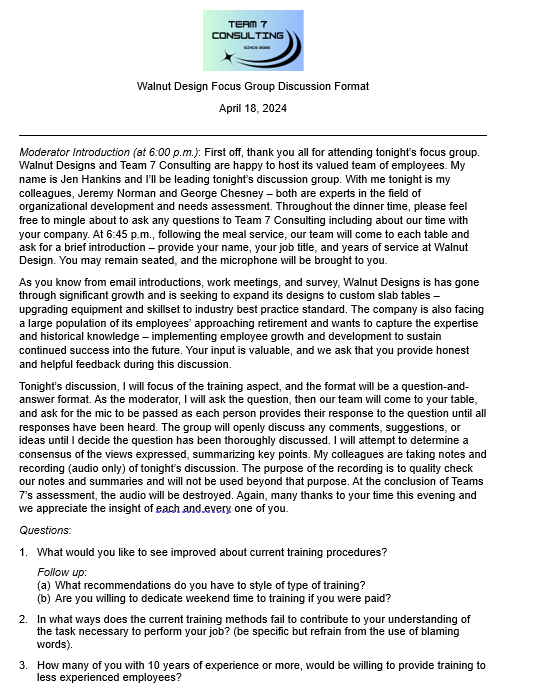 TEAM 7
CONSULTING
SINCE 2020
Walnut Design Focus Group Discussion Format
April 18, 2024
Moderator Introduction (at 6:00 p.m.): First off, thank you all for attending tonight's focus group.
Walnut Designs and Team 7 Consulting are happy to host its valued team of employees. My
name is Jen Hankins and I'll be leading tonight's discussion group. With me tonight is my
colleagues, Jeremy Norman and George Chesney – both are experts in the field of
organizational development and needs assessment. Throughout the dinner time, please feel
free to mingle about to ask any questions to Team 7 Consulting including about our time with
your company. At 6:45 p.m., following the meal service, our team will come to each table and
ask for a brief introduction – provide your name, your job title, and years of service at Walnut
Design. You may remain seated, and the microphone will be brought to you.
As you know from email introductions, work meetings, and survey, Walnut Designs is has gone
through significant growth and is seeking to expand its designs to custom slab tables –
upgrading equipment and skillset to industry best practice standard. The company is also facing
a large population of its employees' approaching retirement and wants to capture the expertise
and historical knowledge – implementing employee growth and development to sustain
continued success into the future. Your input is valuable, and we ask that you provide honest
and helpful feedback during this discussion.
Tonight's discussion, I will focus of the training aspect, and the format will be a question-and-
answer format. As the moderator, I will ask the question, then our team will come to your table,
and ask for the mic to be passed as each person provides their response to the question until all
responses have been heard. The group will openly discuss any comments, suggestions, or
ideas until I decide the question has been thoroughly discussed. I will attempt to determine a
consensus of the views expressed, summarizing key points. My colleagues are taking notes and
recording (audio only) of tonight's discussion. The purpose of the recording is to quality check
our notes and summaries and will not be used beyond that purpose. At the conclusion of Teams
7's assessment, the audio will be destroyed. Again, many thanks to your time this evening and
we appreciate the insight of each and every one of you.
Questions:
1. What would you like to see improved about current training procedures?
Follow up:
(a) What recommendations do you have to style of type of training?
(b) Are you willing to dedicate weekend time to training if you were paid?
2. In what ways does the current training methods fail to contribute to your understanding of
the task necessary to perform your job? (be specific but refrain from the use of blaming
words).
3. How many of you with 10 years of experience or more, would be willing to provide training to
less experienced employees?